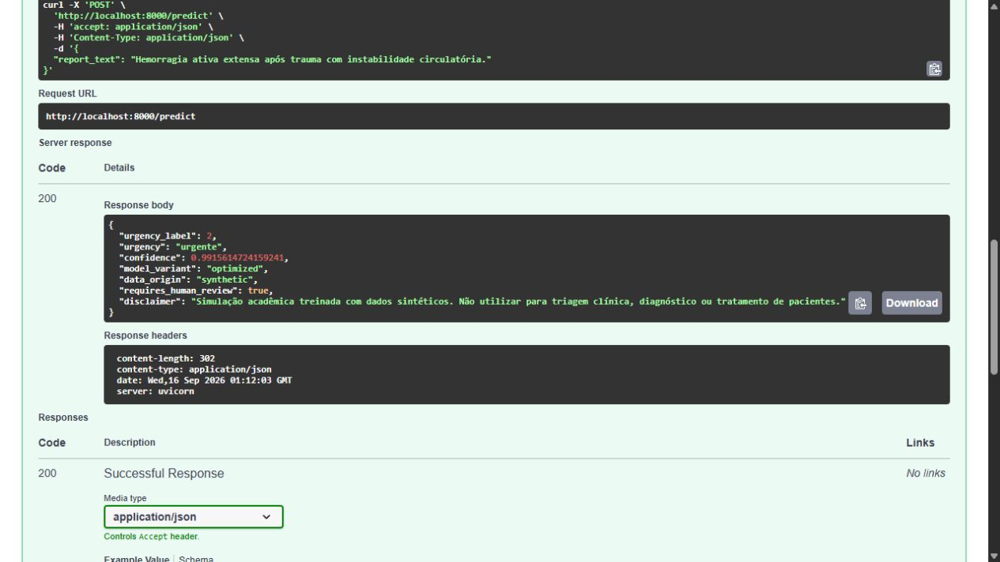 curl -X 'POST' \
  'http://localhost:8000/predict' \
  -H 'accept: application/json' \
  -H 'Content-Type: application/json' \
  -d '{
  "report_text": "Hemorragia ativa extensa após trauma com instabilidade circulatória."
}'
Request URL
http://localhost:8000/predict
Server response
Code Details
200
Response body
{
  "urgency_label": 2,
  "urgency": "urgente",
  "confidence": 0.9915614724159241,
  "model_variant": "optimized",
  "data_origin": "synthetic",
  "requires_human_review": true,
  "disclaimer": "Simulação acadêmica treinada com dados sintéticos. Não utilizar para triagem clínica, diagnóstico ou tratamento de pacientes."
}
Download
Response headers
content-length: 302
content-type: application/json
date: Wed,16 Sep 2026 01:12:03 GMT
server: uvicorn
Responses
Code Description Links
200 Successful Response No links
Media type
application/json
Controls Accept header.
Example Value Schema